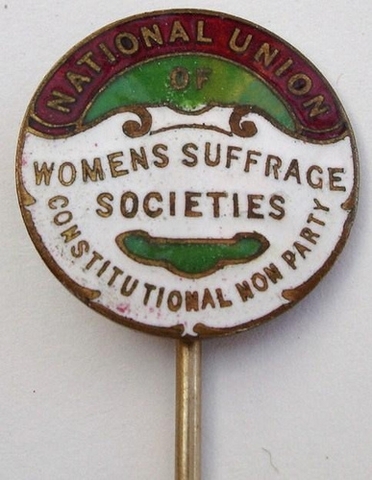 NATIONAL UNION
OF
WOMENS SUFFRAGE
SOCIETIES
CONSTITUTIONAL NON PARTY